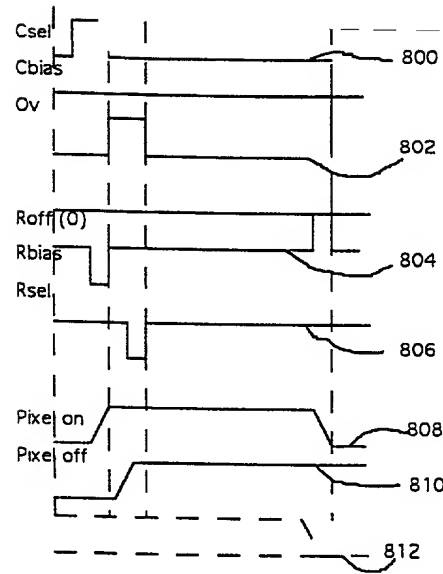 Csel
Cbias 800
Ov
802
Roff (0)
Rbias 804
Rsel
806
Pixel on 808
Pixel off 810
812